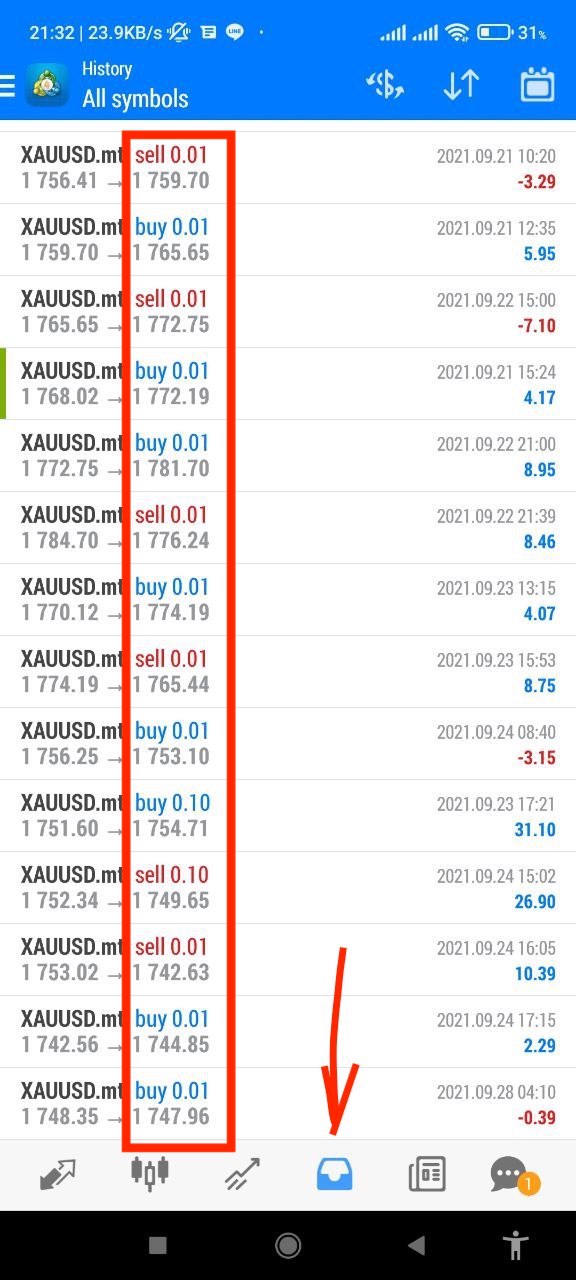 21:32 | 23.9KB/s
LINE
31%
History
All symbols
XAUUSD.mt sell 0.01 2021.09.21 10:20
1 756.41 → 1 759.70 -3.29
XAUUSD.mt buy 0.01 2021.09.21 12:35
1 759.70 → 1 765.65 5.95
XAUUSD.mt sell 0.01 2021.09.22 15:00
1 765.65 → 1 772.75 -7.10
XAUUSD.mt buy 0.01 2021.09.21 15:24
1 768.02 → 1 772.19 4.17
XAUUSD.mt buy 0.01 2021.09.22 21:00
1 772.75 → 1 781.70 8.95
XAUUSD.mt sell 0.01 2021.09.22 21:39
1 784.70 → 1 776.24 8.46
XAUUSD.mt buy 0.01 2021.09.23 13:15
1 770.12 → 1 774.19 4.07
XAUUSD.mt sell 0.01 2021.09.23 15:53
1 774.19 → 1 765.44 8.75
XAUUSD.mt buy 0.01 2021.09.24 08:40
1 756.25 → 1 753.10 -3.15
XAUUSD.mt buy 0.10 2021.09.23 17:21
1 751.60 → 1 754.71 31.10
XAUUSD.mt sell 0.10 2021.09.24 15:02
1 752.34 → 1 749.65 26.90
XAUUSD.mt sell 0.01 2021.09.24 16:05
1 753.02 → 1 742.63 10.39
XAUUSD.mt buy 0.01 2021.09.24 17:15
1 742.56 → 1 744.85 2.29
XAUUSD.mt buy 0.01 2021.09.28 04:10
1 748.35 → 1 747.96 -0.39
1